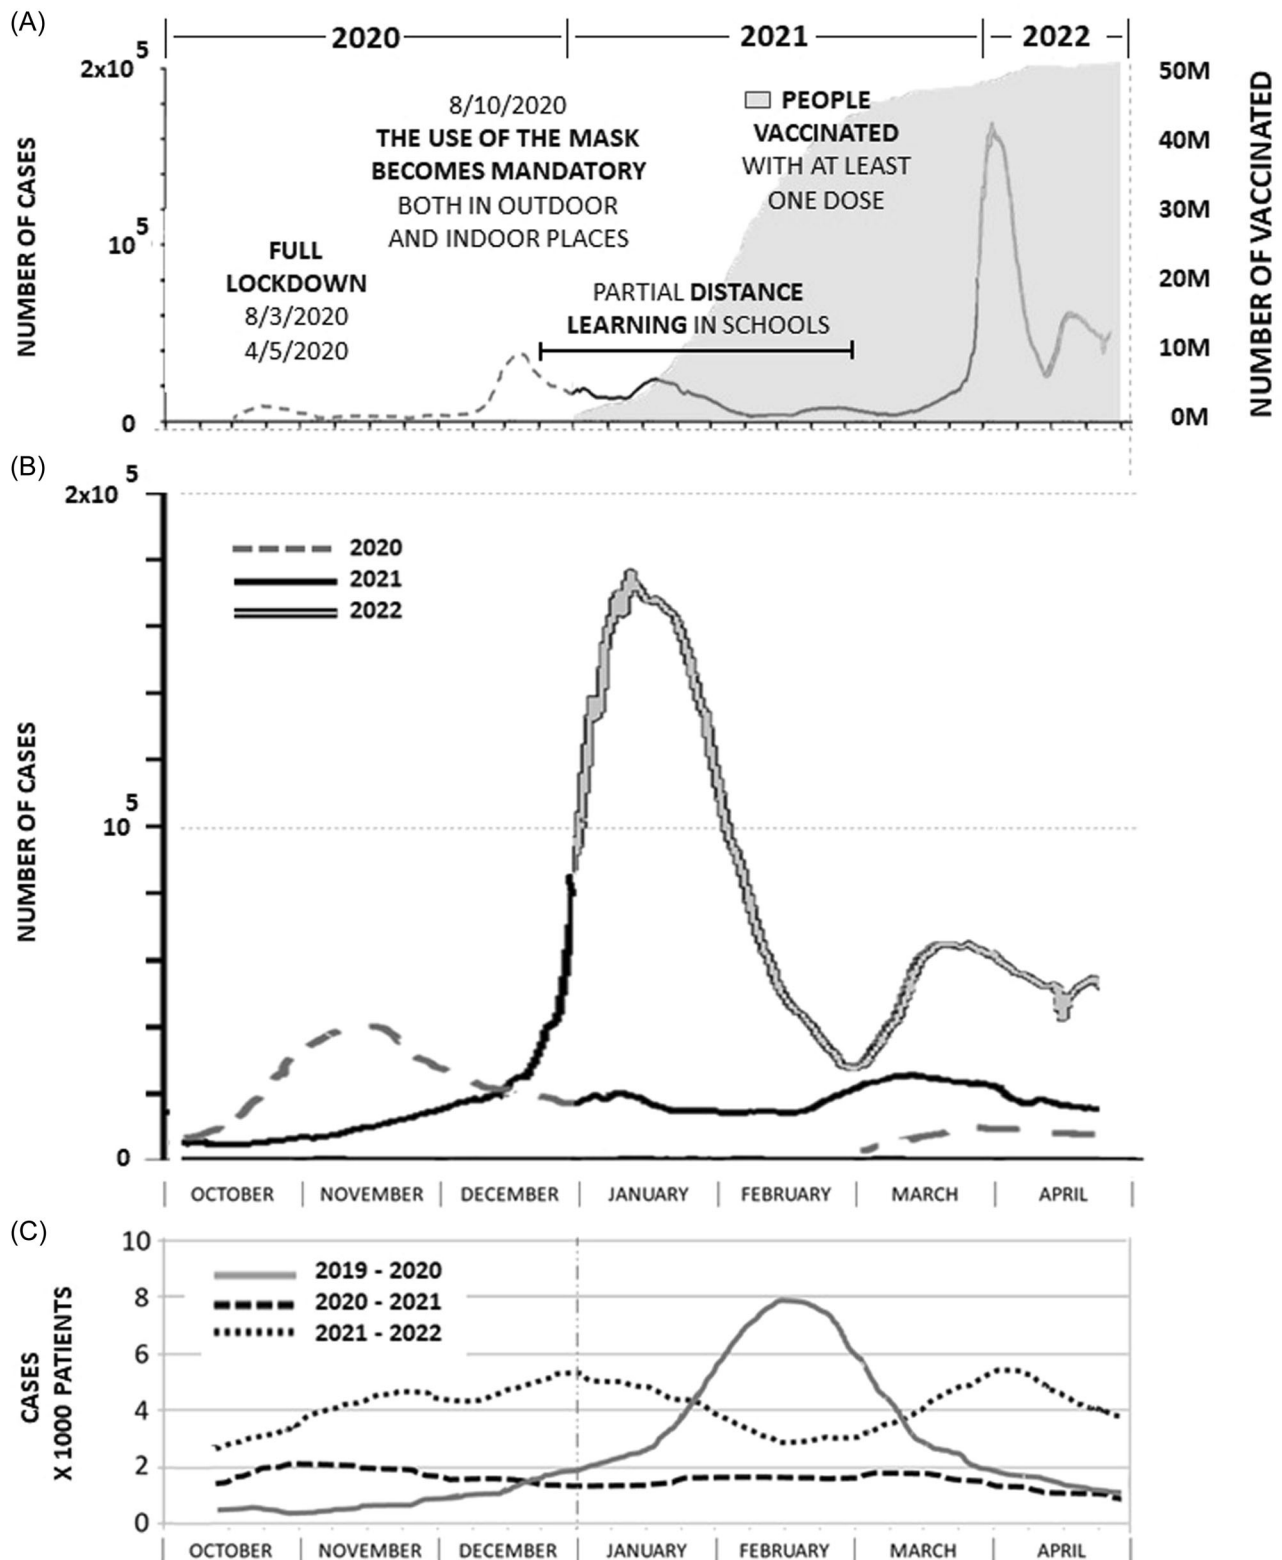 (A)
2020
2021
2022
2x10 5
10 5
0
NUMBER OF CASES
FULL
LOCKDOWN
8/3/2020
4/5/2020
8/10/2020
THE USE OF THE MASK
BECOMES MANDATORY
BOTH IN OUTDOOR
AND INDOOR PLACES
PEOPLE
VACCINATED
WITH AT LEAST
ONE DOSE
PARTIAL DISTANCE
LEARNING IN SCHOOLS
50M
40M
30M
20M
10M
0M
NUMBER OF VACCINATED
(B)
2x10 5
10 5
0
NUMBER OF CASES
2020
2021
2022
OCTOBER NOVEMBER DECEMBER JANUARY FEBRUARY MARCH APRIL
(C)
10
8
6
4
2
0
CASES
X 1000 PATIENTS
2019 - 2020
2020 - 2021
2021 - 2022
OCTOBER NOVEMBER DECEMBER JANUARY FEBRUARY MARCH APRIL